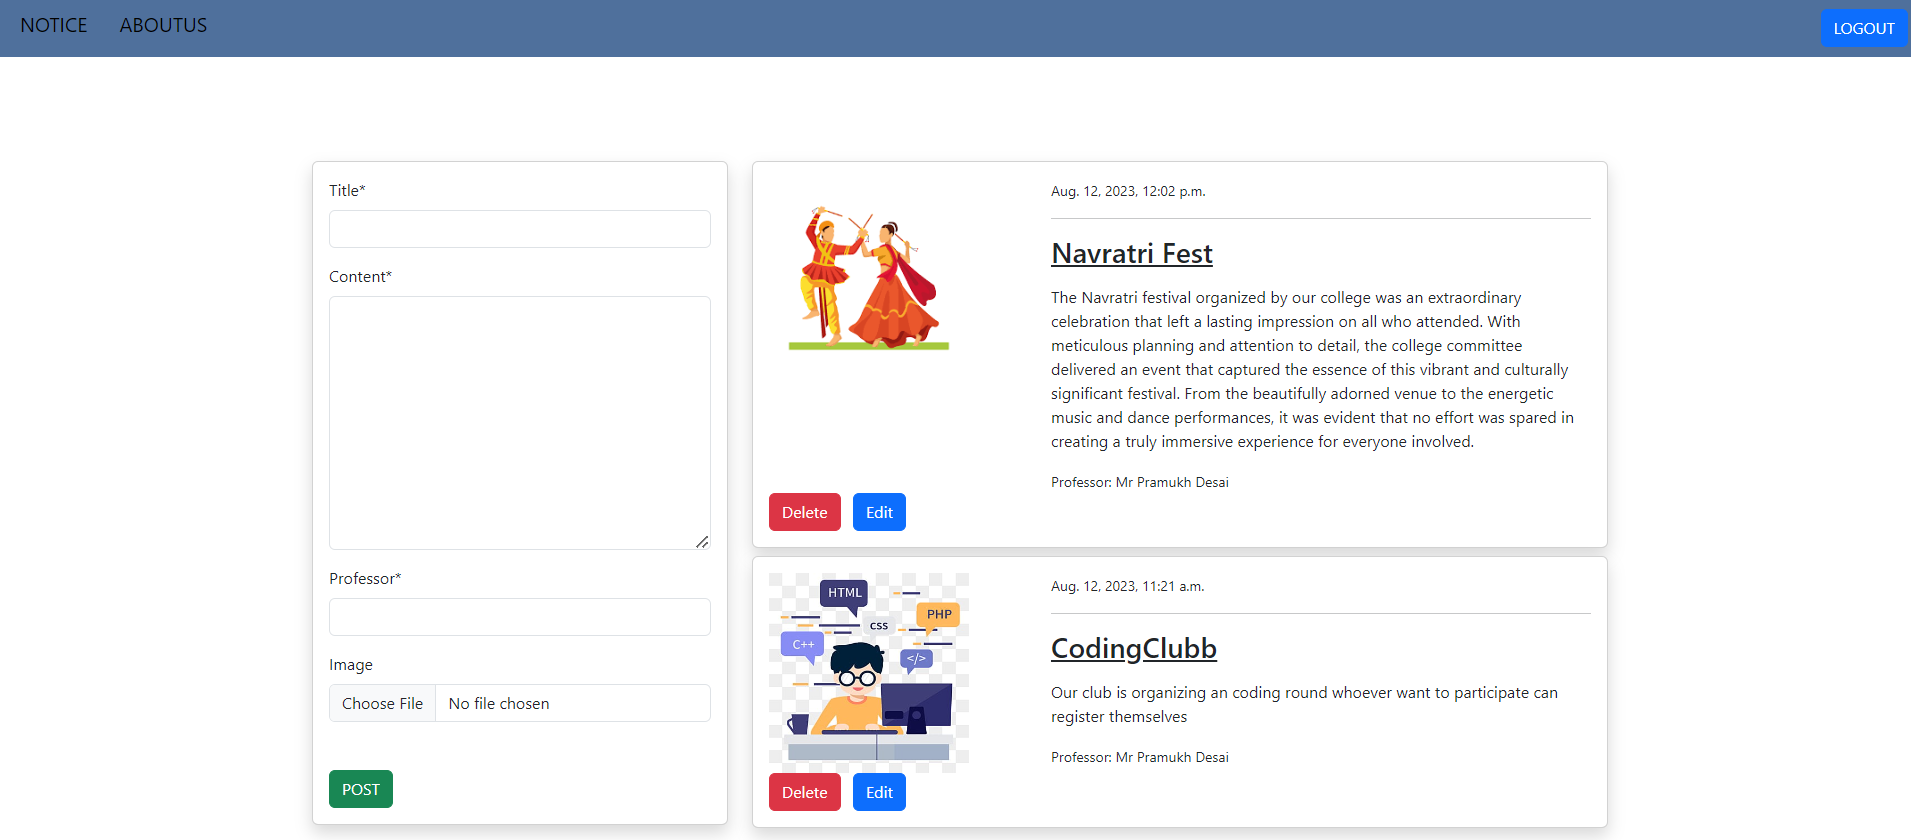 NOTICE ABOUTUS LOGOUT
Title*
Content*
Professor*
Image
Choose File No file chosen
POST
Aug. 12, 2023, 12:02 p.m.
Navratri Fest
The Navratri festival organized by our college was an extraordinary
celebration that left a lasting impression on all who attended. With
meticulous planning and attention to detail, the college committee
delivered an event that captured the essence of this vibrant and culturally
significant festival. From the beautifully adorned venue to the energetic
music and dance performances, it was evident that no effort was spared in
creating a truly immersive experience for everyone involved.
Professor: Mr Pramukh Desai
Delete Edit
HTML
PHP
CSS
C++
</>
Aug. 12, 2023, 11:21 a.m.
CodingClubb
Our club is organizing an coding round whoever want to participate can
register themselves
Professor: Mr Pramukh Desai
Delete Edit